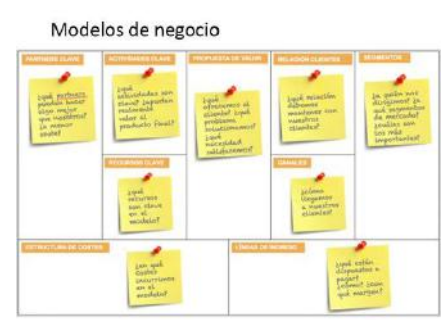 Modelos de negocio
PARTNERS CLAVE
ACTIVIDADES CLAVE
PROPUESTA DE VALOR
RELACIÓN CLIENTES
SEGMENTOS
¿qué partners
pueden hacer
algo mejor
que nosotros?
¿a menor
coste?
¿qué
actividades son
clave? ¿aportan
realmente
valor al
producto final?
¿qué
ofrecemos al
cliente? ¿qué
problema
solucionamos?
¿qué
necesidad
satisfacemos?
¿qué relación
debemos
mantener con
nuestros
clientes?
¿a quién nos
dirigimos? ¿a
qué segmentos
de mercado?
¿cuáles son
los más
importantes?
RECURSOS CLAVE
CANALES
¿qué
recursos
son clave
en el
modelo?
¿cómo
llegamos
a nuestros
clientes?
ESTRUCTURA DE COSTES
LÍNEAS DE INGRESO
¿en qué
costes
incurrimos
en el
modelo?
¿qué están
dispuestos a
pagar?
¿cómo? ¿con
qué margen?